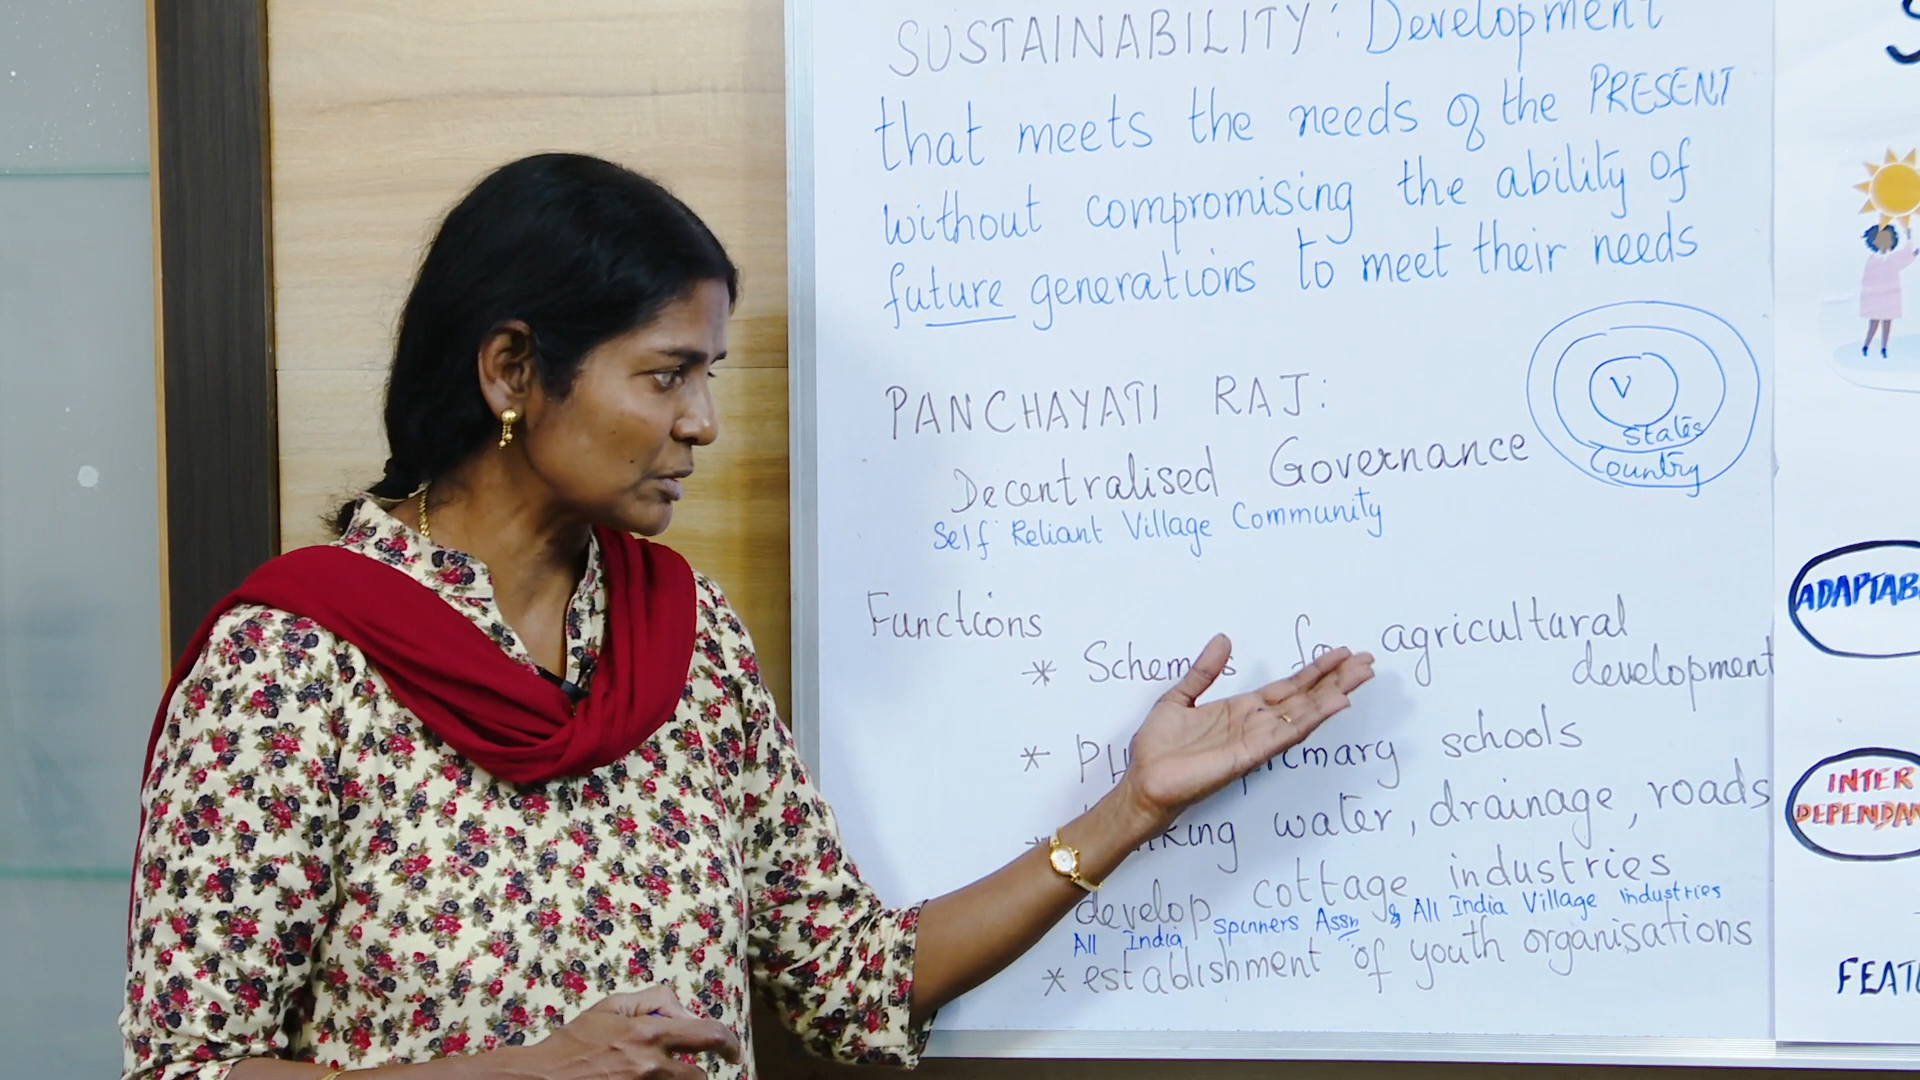 SUSTAINABILITY: Development
that meets the needs of the PRESENT
without compromising the ability of
future generations to meet their needs
PANCHAYATI RAJ:
Decentralised Governance
Self Reliant Village Community
V
States
Country
Functions
* Schemes for agricultural
development
* primary schools
water, drainage, roads
develop cottage industries
All India Spinners Assn & All India Village industries
* establishment of youth organisations
ADAPTAB
INTER
DEPENDAN
FEAT